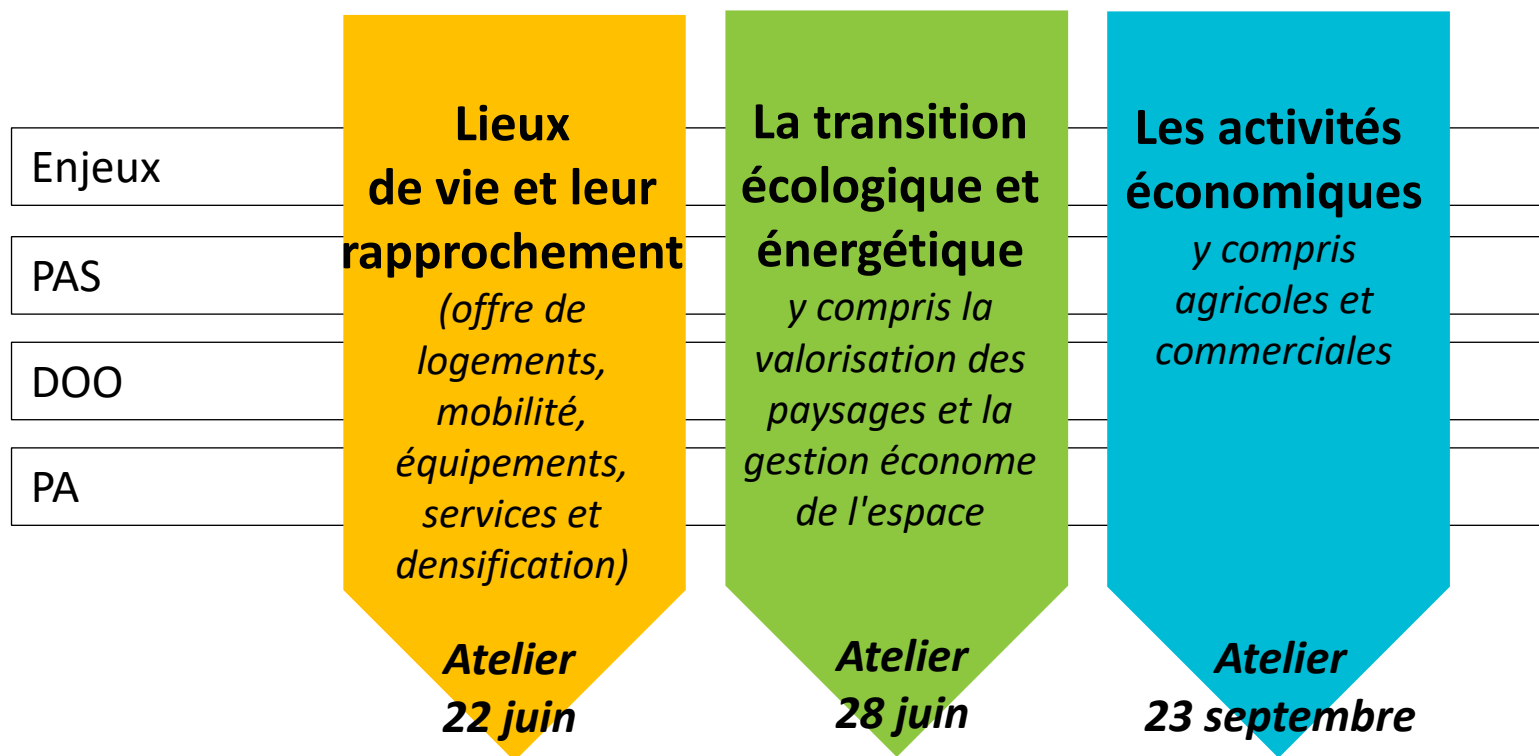 Enjeux
PAS
DOO
PA
Lieux
de vie et leur
rapprochement
(offre de
logements,
mobilité,
équipements,
services et
densification)
Atelier
22 juin
La transition
écologique et
énergétique
y compris la
valorisation des
paysages et la
gestion économe
de l'espace
Atelier
28 juin
Les activités
économiques
y compris
agricoles et
commerciales
Atelier
23 septembre